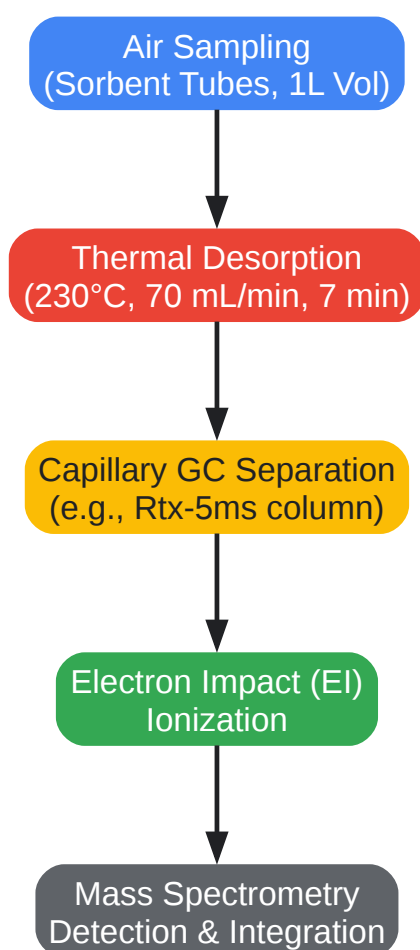 Air Sampling
(Sorbent Tubes, 1L Vol)
Thermal Desorption
(230°C, 70 mL/min, 7 min)
Capillary GC Separation
(e.g., Rtx-5ms column)
Electron Impact (EI)
Ionization
Mass Spectrometry
Detection & Integration